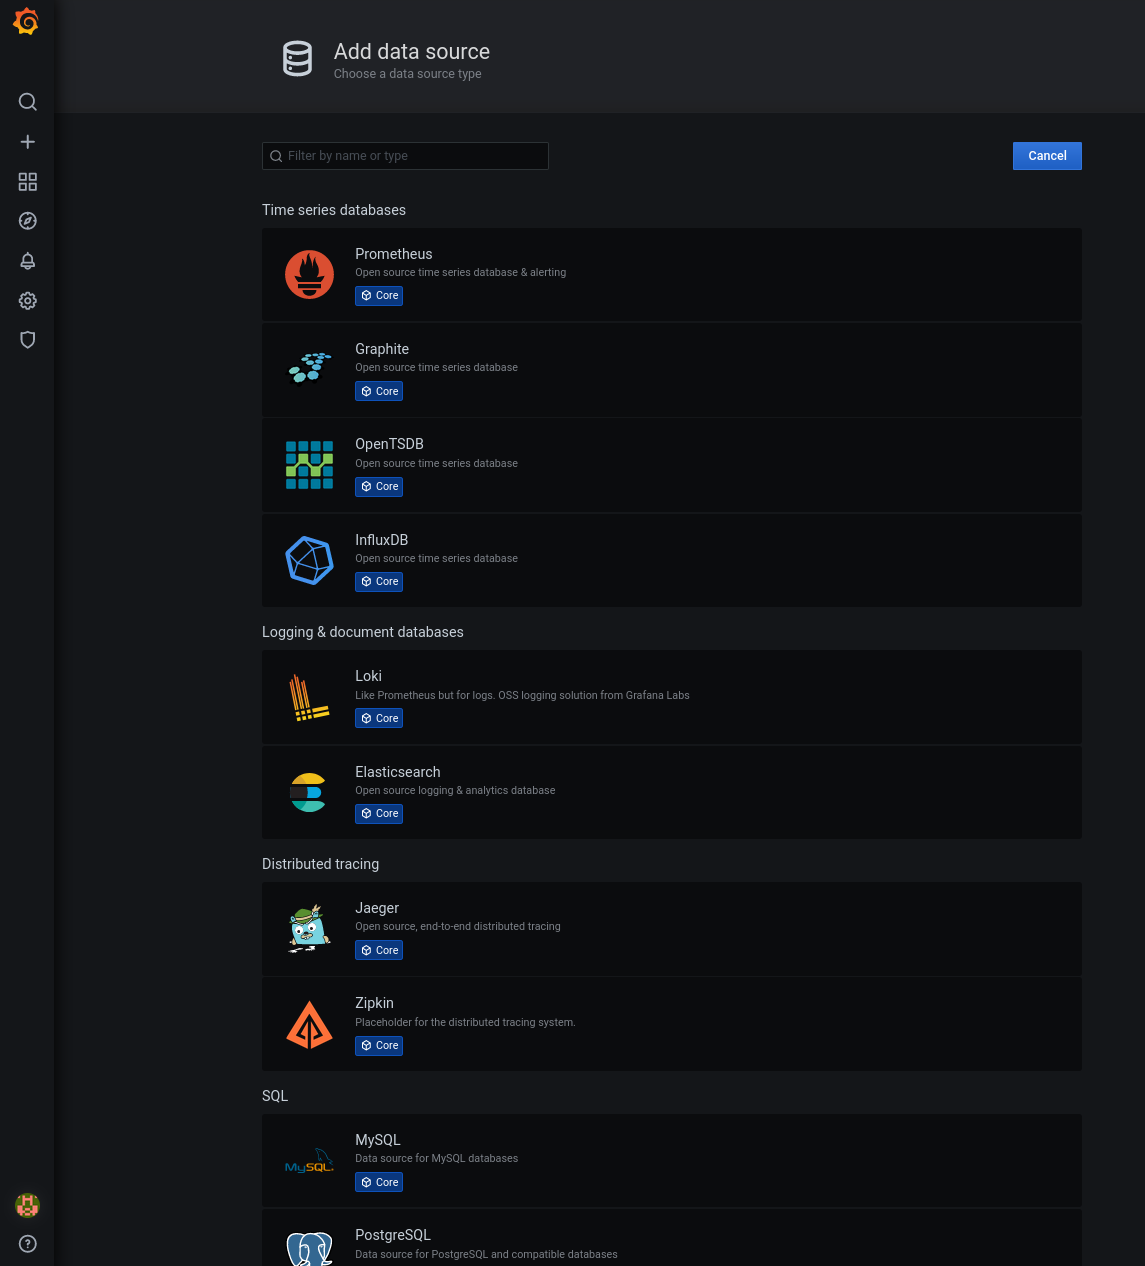 Add data source
Choose a data source type
Filter by name or type
Cancel
Time series databases
Prometheus
Open source time series database & alerting
Core
Graphite
Open source time series database
Core
OpenTSDB
Open source time series database
Core
InfluxDB
Open source time series database
Core
Logging & document databases
Loki
Like Prometheus but for logs. OSS logging solution from Grafana Labs
Core
Elasticsearch
Open source logging & analytics database
Core
Distributed tracing
Jaeger
Open source, end-to-end distributed tracing
Core
Zipkin
Placeholder for the distributed tracing system.
Core
SQL
MySQL
MySQL
Data source for MySQL databases
Core
PostgreSQL
Data source for PostgreSQL and compatible databases